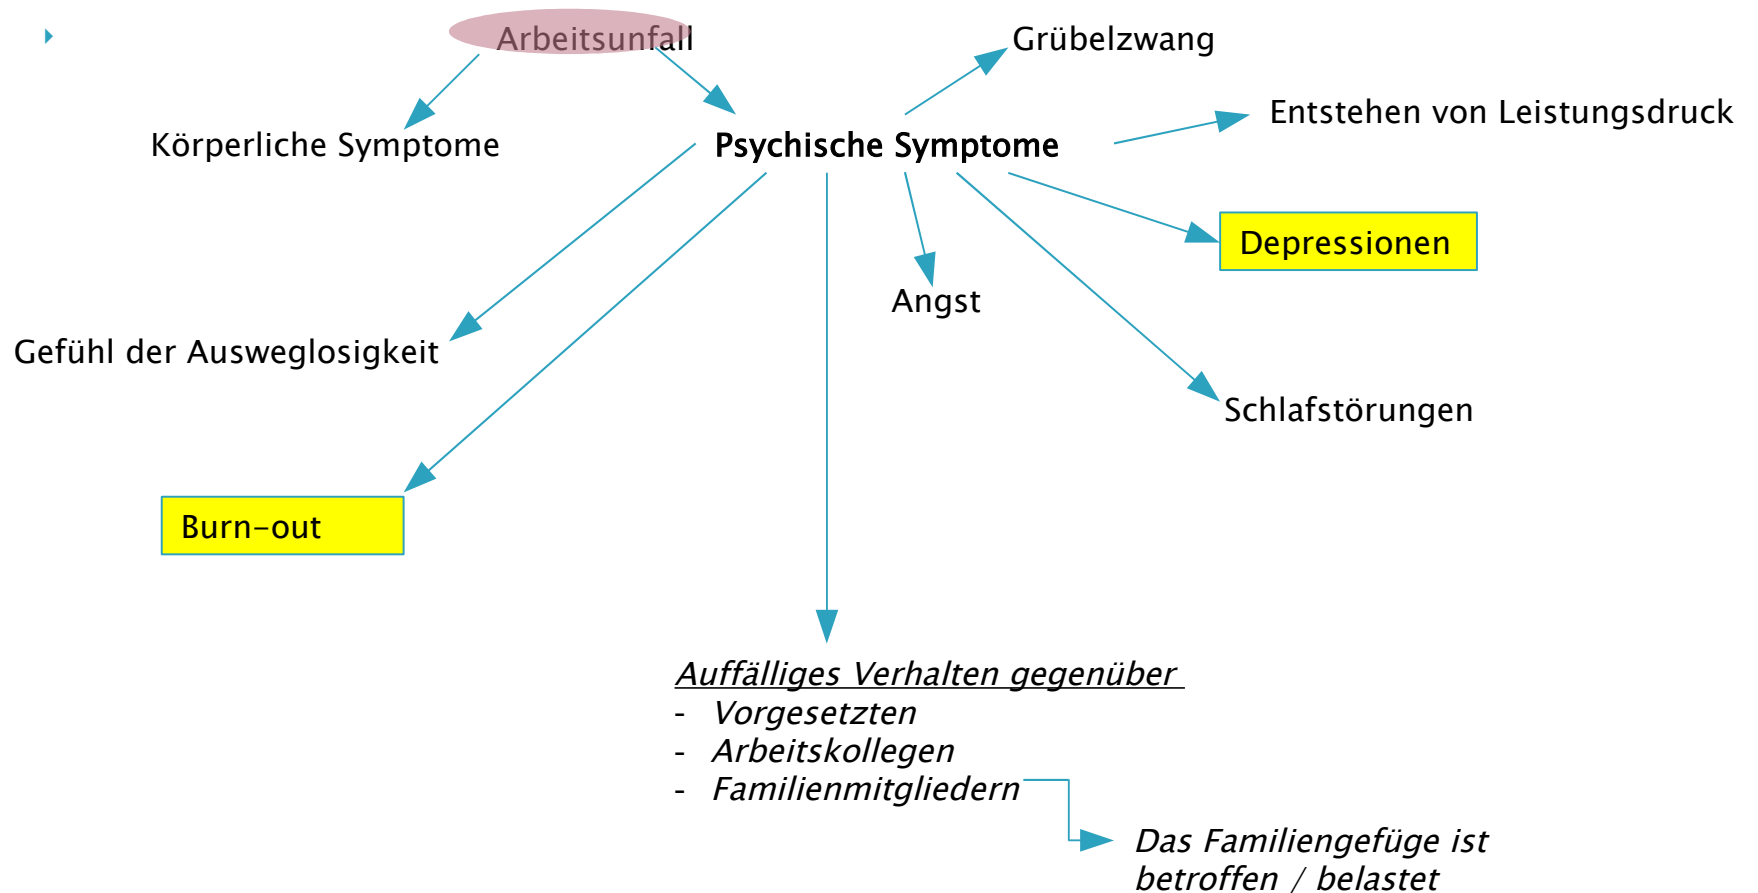 Arbeitsunfall
Grübelzwang
Entstehen von Leistungsdruck
Körperliche Symptome
Psychische Symptome
Depressionen
Angst
Gefühl der Ausweglosigkeit
Schlafstörungen
Burn-out
Auffälliges Verhalten gegenüber
- Vorgesetzten
- Arbeitskollegen
- Familienmitgliedern
Das Familiengefüge ist
betroffen / belastet